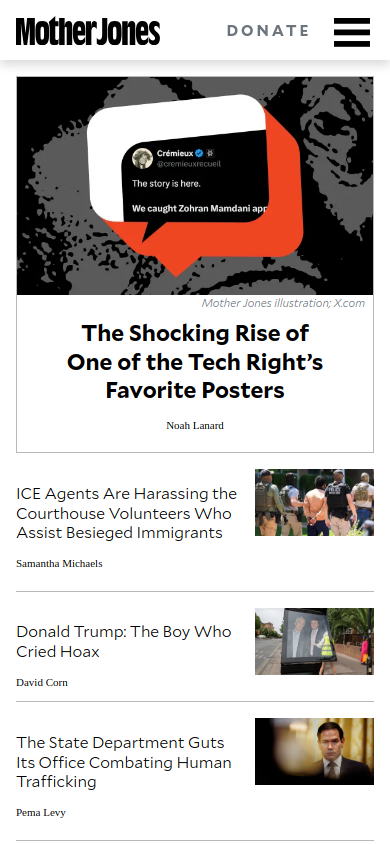 Mother Jones
DONATE
Crémieux
@cremieuxrecueil
The story is here.
We caught Zohran Mamdani app
Mother Jones illustration; X.com
The Shocking Rise of
One of the Tech Right's
Favorite Posters
Noah Lanard
ICE Agents Are Harassing the
Courthouse Volunteers Who
Assist Besieged Immigrants
Samantha Michaels
Donald Trump: The Boy Who
Cried Hoax
David Corn
The State Department Guts
Its Office Combating Human
Trafficking
Pema Levy